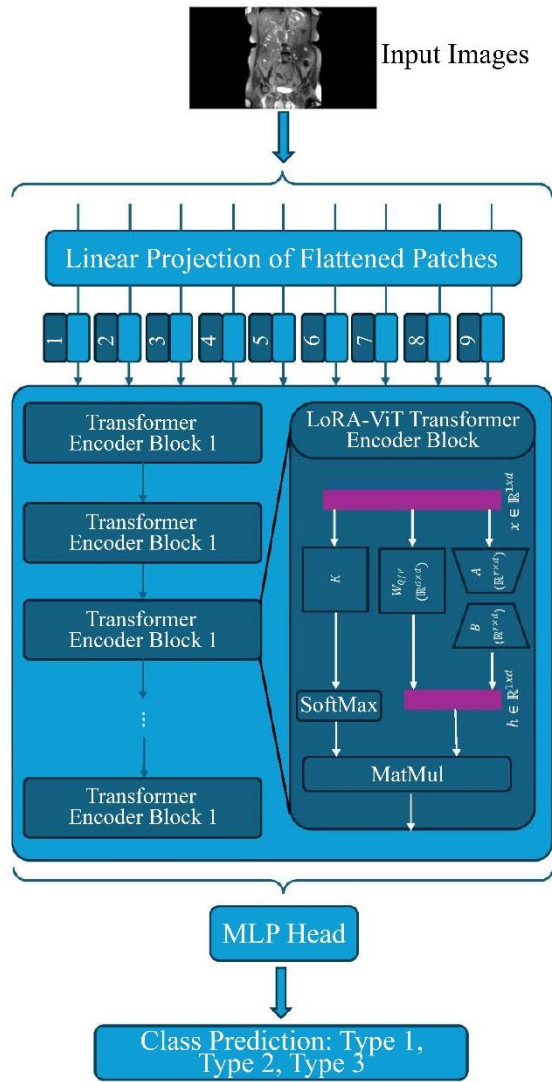 Input Images
Linear Projection of Flattened Patches
1 2 3 4 5 6 7 8 9
Transformer
Encoder Block 1
Transformer
Encoder Block 1
Transformer
Encoder Block 1
...
Transformer
Encoder Block 1
LoRA-ViT Transformer
Encoder Block
x ∈ ℝ^{1xd}
K
W_{Q/V}
(ℝ^{d×d})
A
(ℝ^{r×d})
B
(ℝ^{r×d})
SoftMax
h ∈ ℝ^{1xd}
MatMul
MLP Head
Class Prediction: Type 1,
Type 2, Type 3